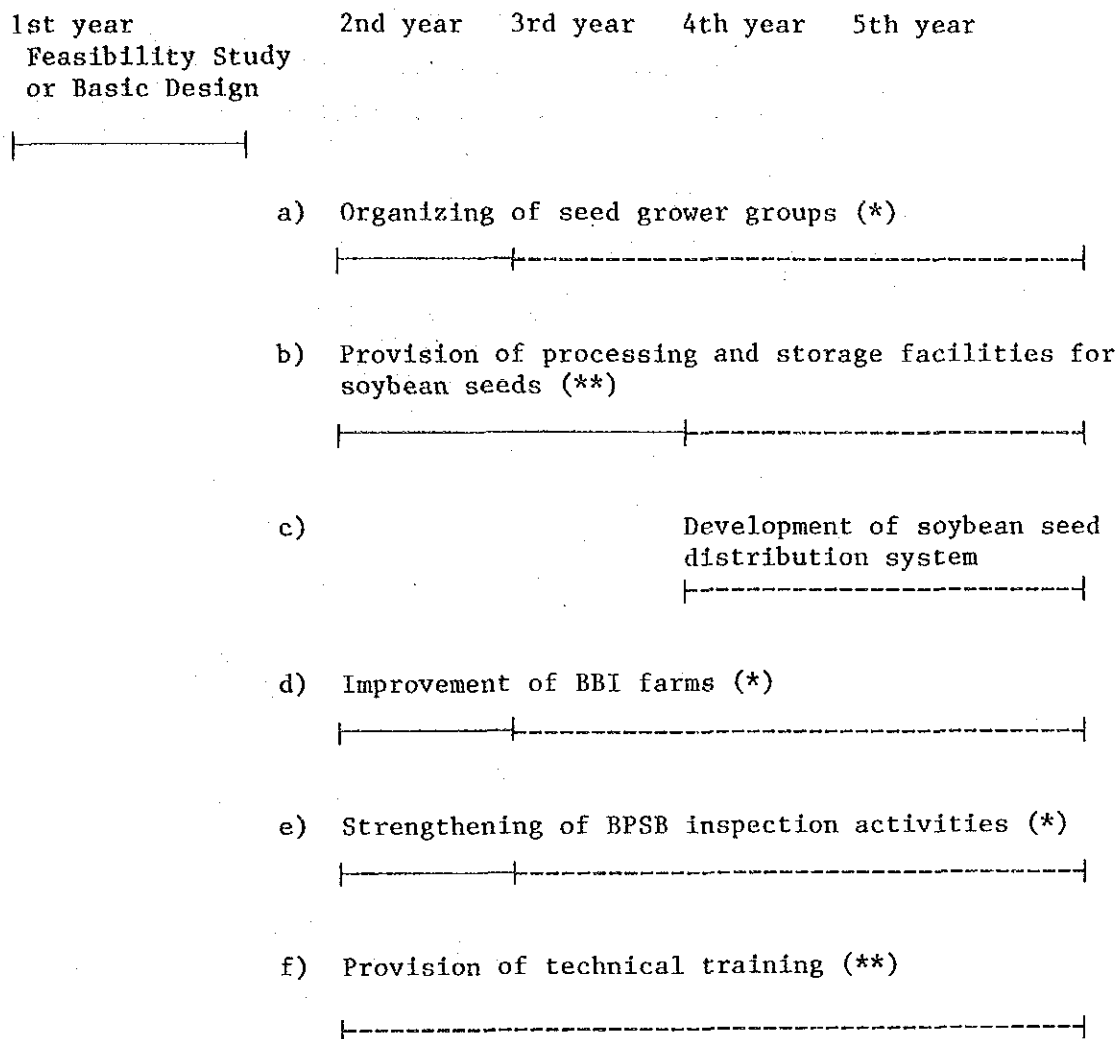 1st year 2nd year 3rd year 4th year 5th year
Feasibility Study
or Basic Design
a) Organizing of seed grower groups (*)
b) Provision of processing and storage facilities for
soybean seeds (**)
c) Development of soybean seed
distribution system
d) Improvement of BBI farms (*)
e) Strengthening of BPSB inspection activities (*)
f) Provision of technical training (**)